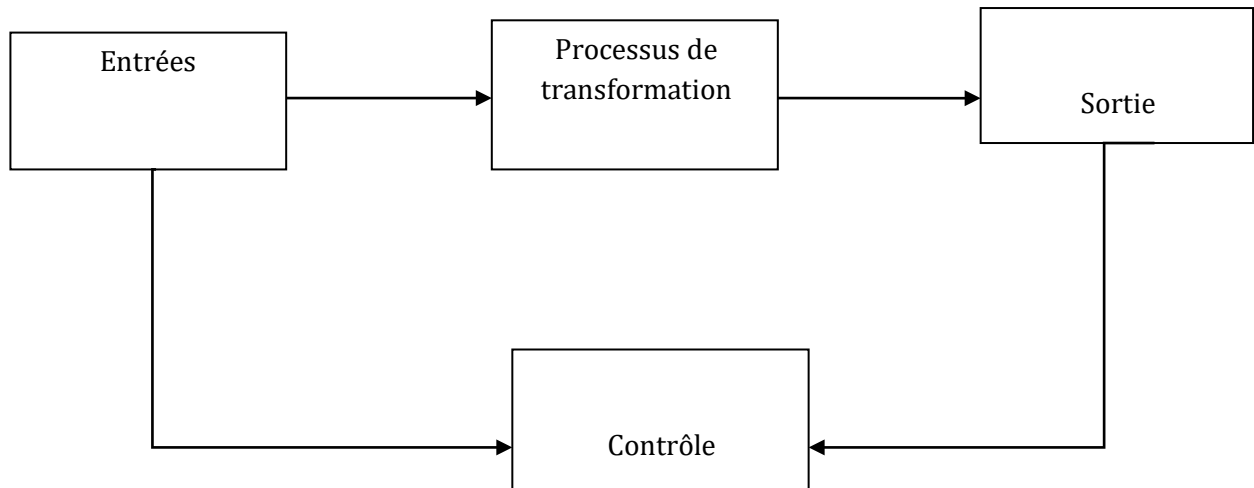 Entrées
Processus de
transformation
Sortie
Contrôle